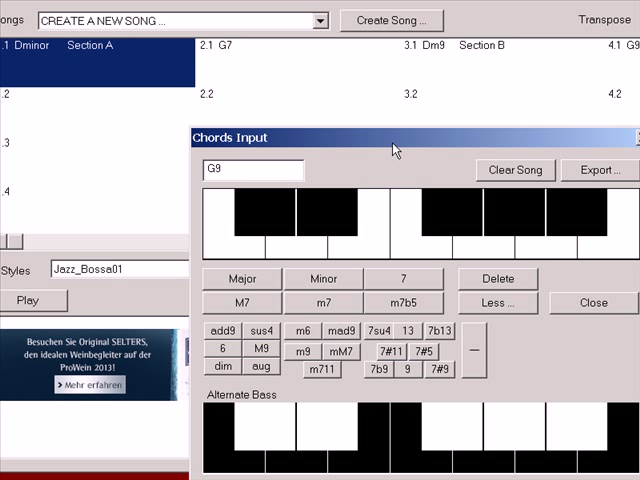 ongs CREATE A NEW SONG ... Create Song ... Transpose
.1 Dminor Section A 2.1 G7 3.1 Dm9 Section B 4.1 G9
.2 2.2 3.2 4.2
.3
.4
Chords Input
G9 Clear Song Export ...
Styles Jazz_Bossa01
Play
Major Minor 7 Delete
M7 m7 m7b5 Less ... Close
add9 sus4 m6 mad9 7su4 13 7b13
6 M9 m9 mM7 7#11 7#5
dim aug m711 7b9 9 7#9
Besuchen Sie Original SELTERS,
den idealen Weinbegleiter auf der
ProWein 2013!
> Mehr erfahren
Alternate Bass